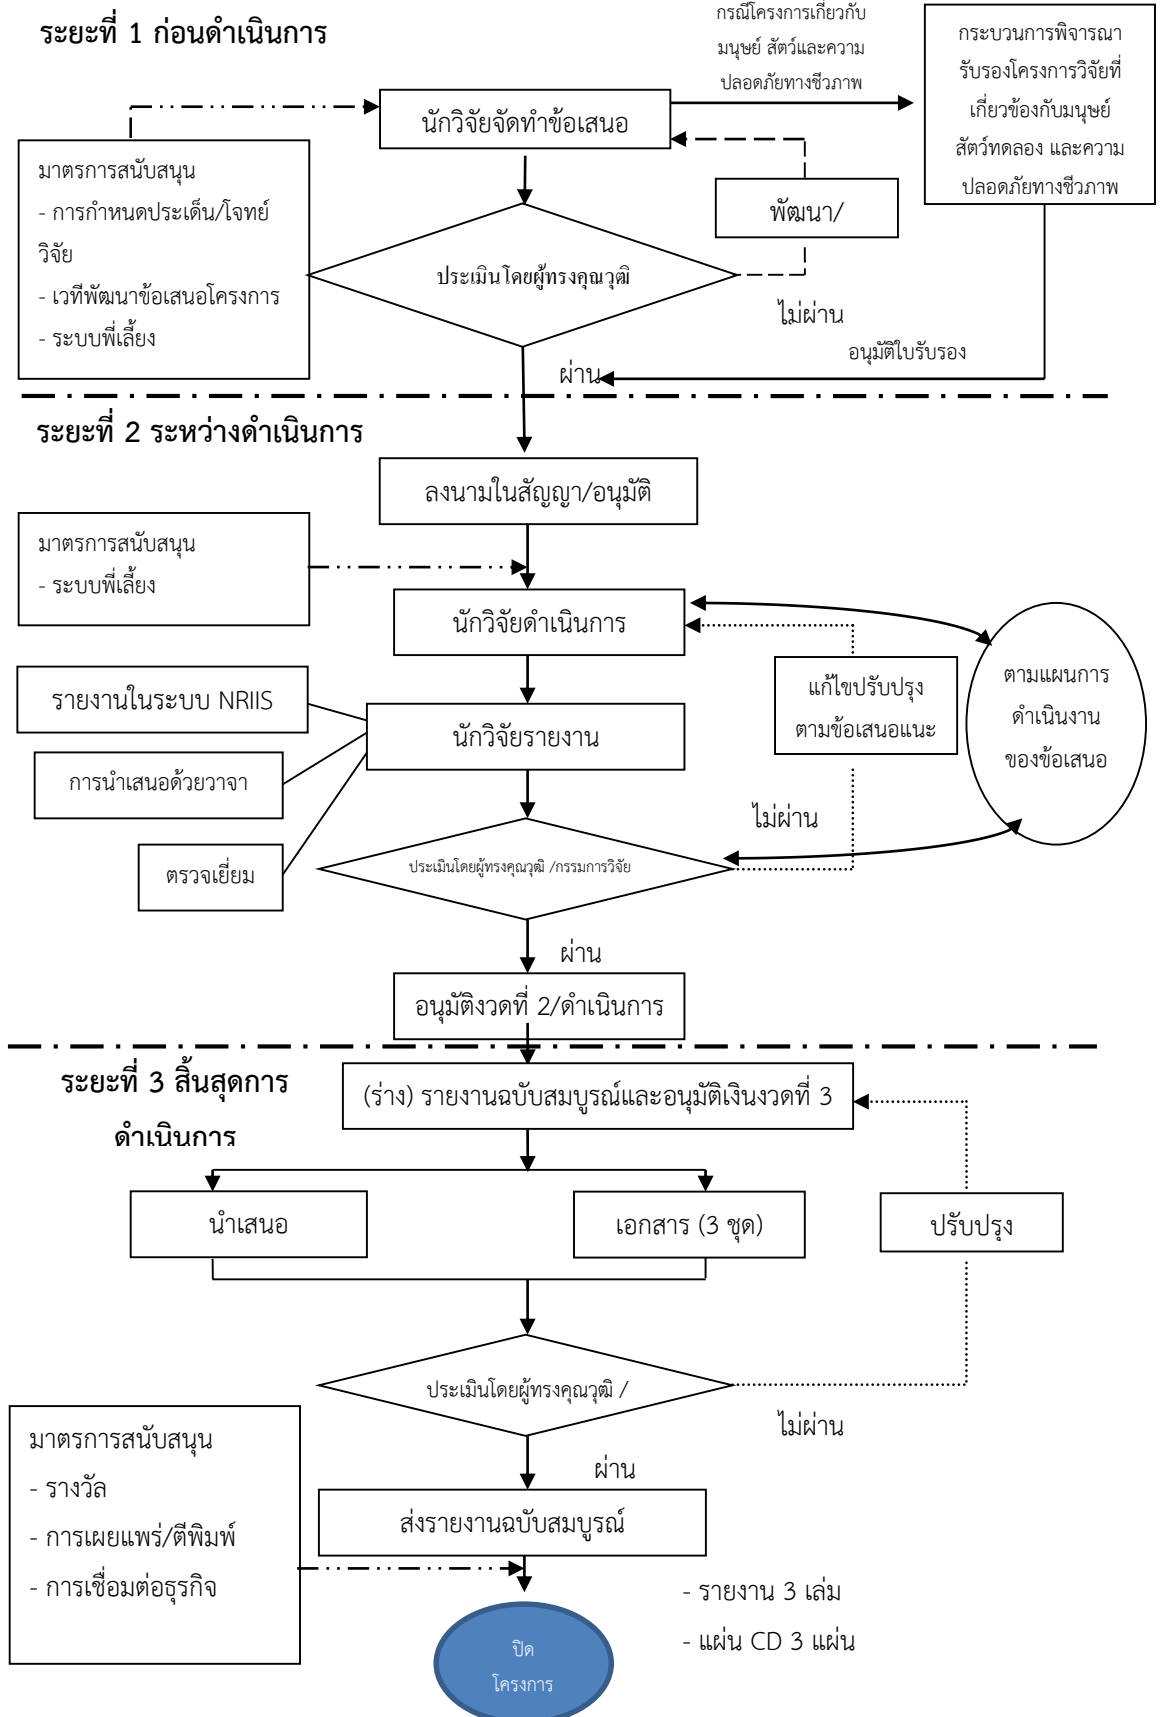 ระยะที่ 1 ก่อนดำเนินการ
กรณีโครงการเกี่ยวกับ
มนุษย์ สัตว์และความ
ปลอดภัยทางชีวภาพ
กระบวนการพิจารณา
รับรองโครงการวิจัยที่
เกี่ยวข้องกับมนุษย์
สัตว์ทดลอง และความ
ปลอดภัยทางชีวภาพ
นักวิจัยจัดทำข้อเสนอ
มาตรการสนับสนุน
- การกำหนดประเด็น/โจทย์
วิจัย
- เวทีพัฒนาข้อเสนอโครงการ
- ระบบพี่เลี้ยง
พัฒนา/
ประเมินโดยผู้ทรงคุณวุฒิ
ไม่ผ่าน
อนุมัติใบรับรอง
ผ่าน
ระยะที่ 2 ระหว่างดำเนินการ
ลงนามในสัญญา/อนุมัติ
มาตรการสนับสนุน
- ระบบพี่เลี้ยง
นักวิจัยดำเนินการ
แก้ไขปรับปรุง
ตามข้อเสนอแนะ
ตามแผนการ
ดำเนินงาน
ของข้อเสนอ
รายงานในระบบ NRIIS
นักวิจัยรายงาน
การนำเสนอด้วยวาจา
ไม่ผ่าน
ตรวจเยี่ยม
ประเมินโดยผู้ทรงคุณวุฒิ /กรรมการวิจัย
ผ่าน
อนุมัติงวดที่ 2/ดำเนินการ
ระยะที่ 3 สิ้นสุดการ
ดำเนินการ
(ร่าง) รายงานฉบับสมบูรณ์และอนุมัติเงินงวดที่ 3
นำเสนอ
เอกสาร (3 ชุด)
ปรับปรุง
ประเมินโดยผู้ทรงคุณวุฒิ /
ไม่ผ่าน
ผ่าน
มาตรการสนับสนุน
- รางวัล
- การเผยแพร่/ตีพิมพ์
- การเชื่อมต่อธุรกิจ
ส่งรายงานฉบับสมบูรณ์
- รายงาน 3 เล่ม
- แผ่น CD 3 แผ่น
ปิด
โครงการ